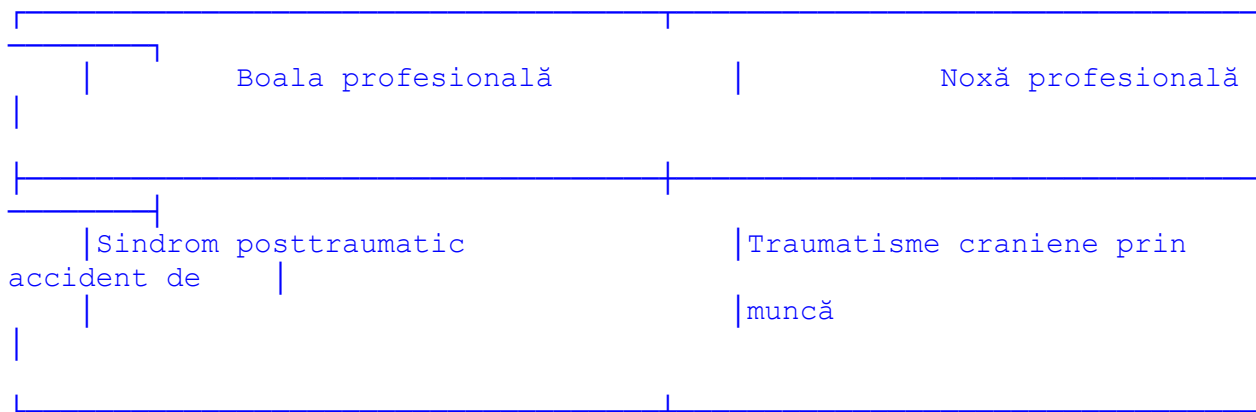 Boala profesională Noxă profesională
Sindrom posttraumatic Traumatisme craniene prin
accident de
muncă